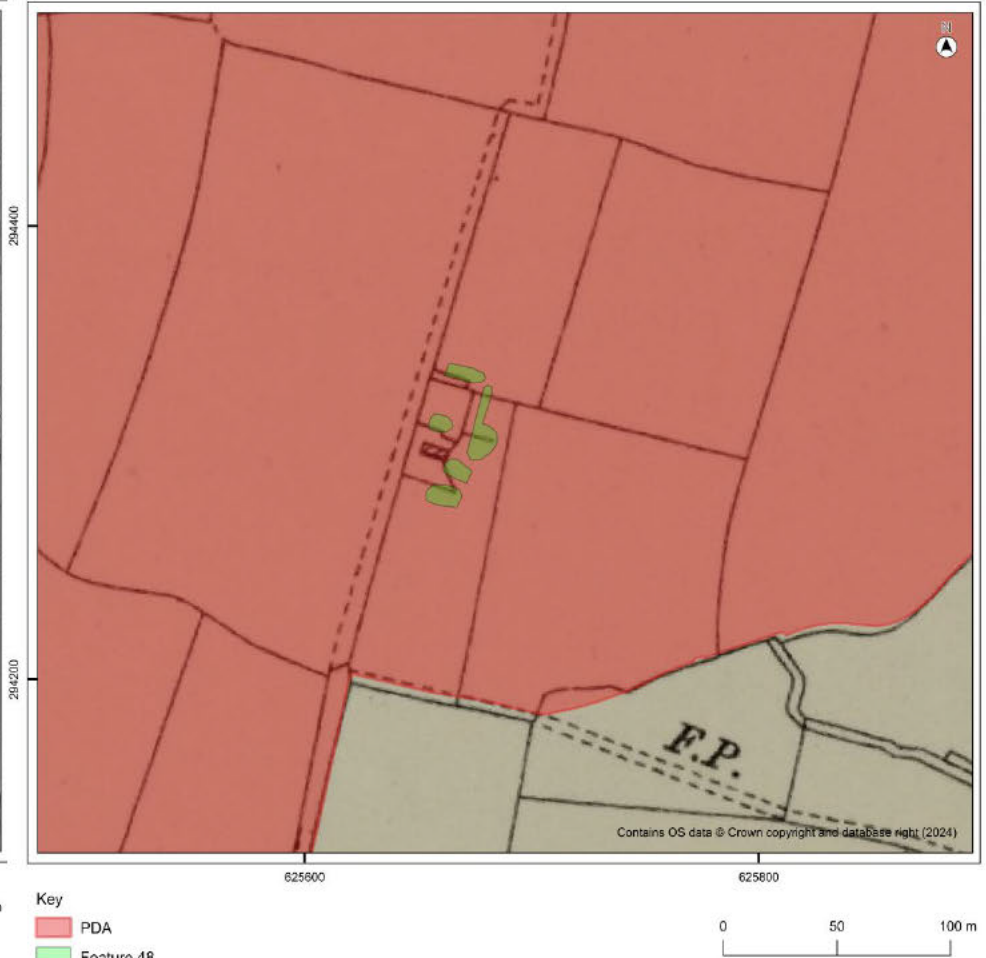 N
294400
294200
F.P.
Contains OS data © Crown copyright and database right (2024)
625600
625800
Key
PDA
Feature 48
0 50 100 m